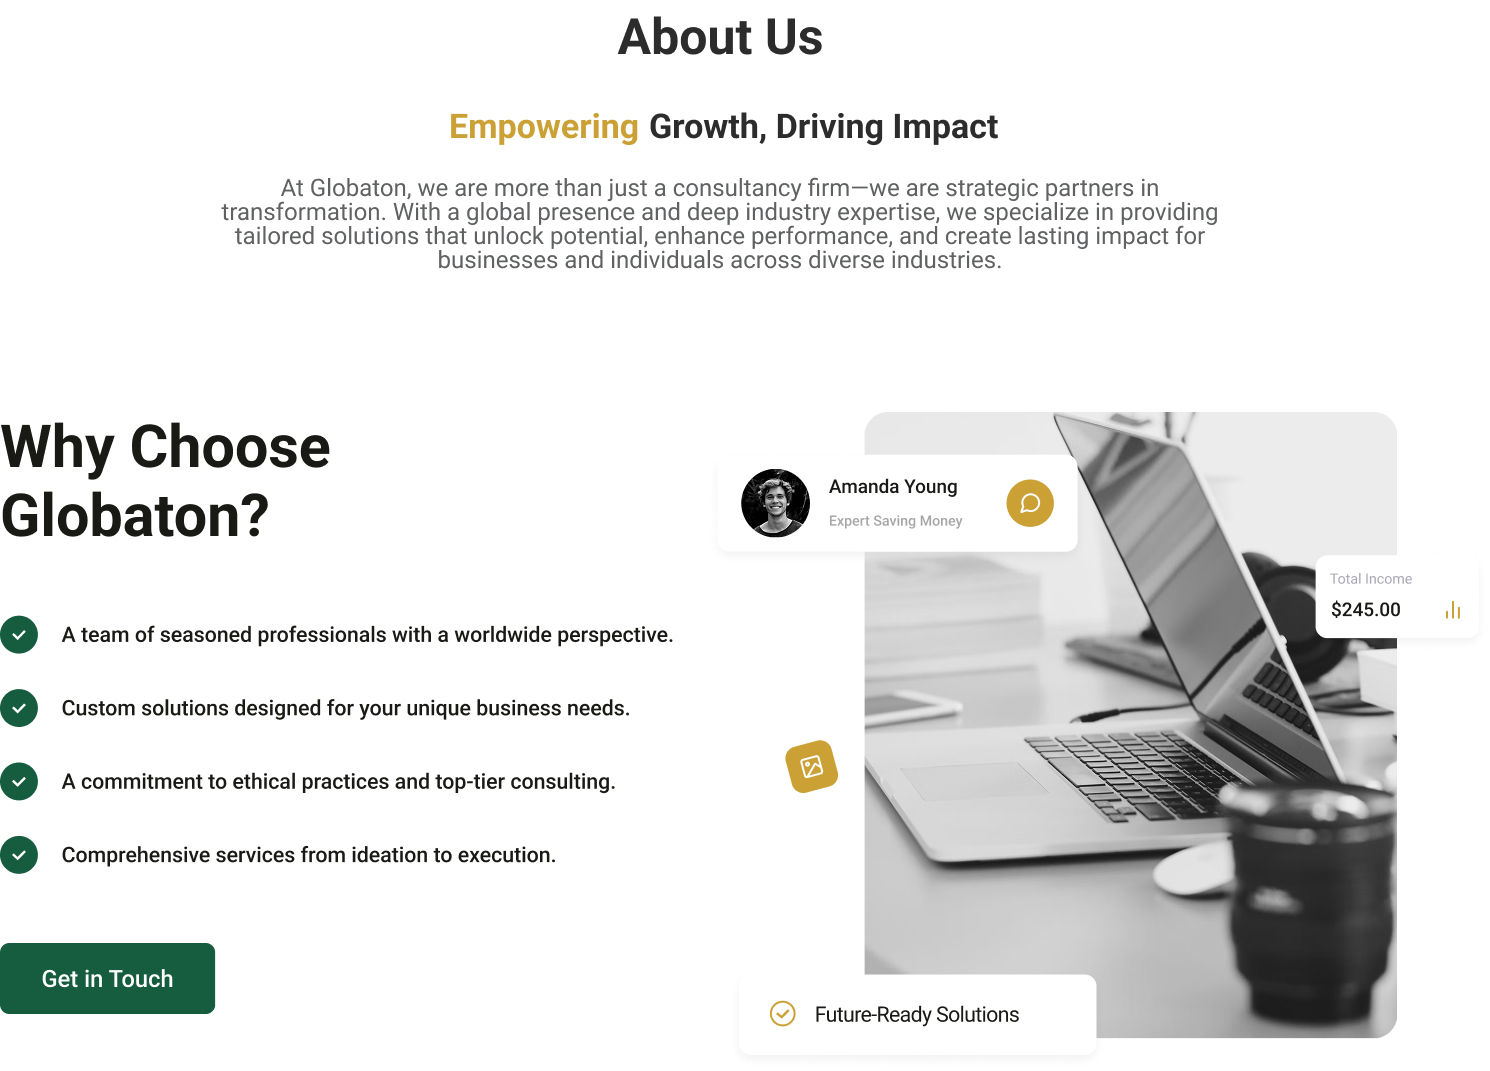 About Us
Empowering Growth, Driving Impact
At Globaton, we are more than just a consultancy firm—we are strategic partners in
transformation. With a global presence and deep industry expertise, we specialize in providing
tailored solutions that unlock potential, enhance performance, and create lasting impact for
businesses and individuals across diverse industries.
Why Choose
Globaton?
A team of seasoned professionals with a worldwide perspective.
Custom solutions designed for your unique business needs.
A commitment to ethical practices and top-tier consulting.
Comprehensive services from ideation to execution.
Get in Touch
Amanda Young
Expert Saving Money
Total Income
$245.00
Future-Ready Solutions